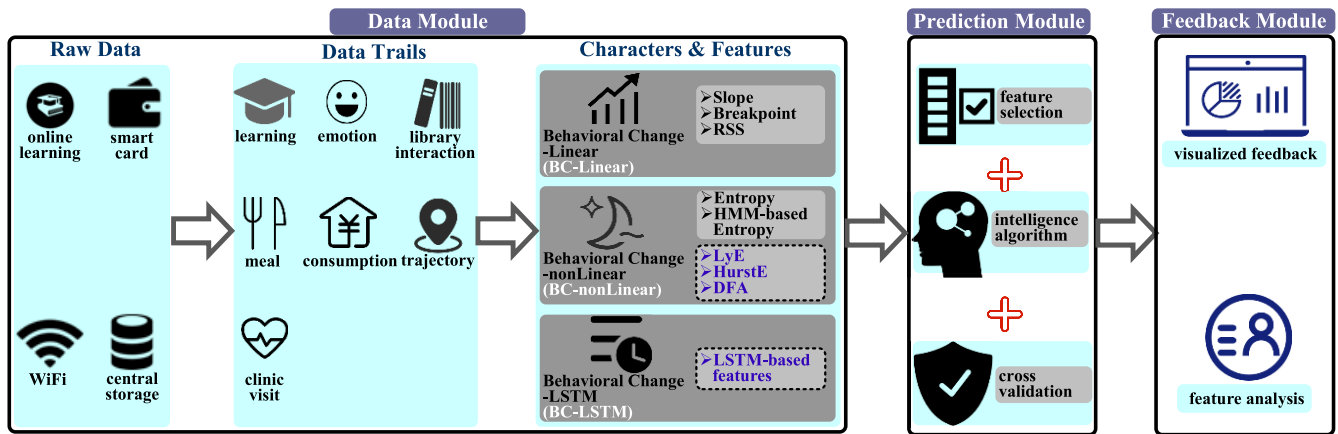 Data Module
Prediction Module
Feedback Module
Raw Data
Data Trails
Characters & Features
online
learning
smart
card
WiFi
central
storage
learning
emotion
library
interaction
meal
consumption
trajectory
clinic
visit
Behavioral Change
-Linear
(BC-Linear)
➢Slope
➢Breakpoint
➢RSS
Behavioral Change
-nonLinear
(BC-nonLinear)
➢Entropy
➢HMM-based
Entropy
➢LyE
➢HurstE
➢DFA
Behavioral Change
-LSTM
(BC-LSTM)
➢LSTM-based
features
feature
selection
intelligence
algorithm
cross
validation
visualized feedback
feature analysis